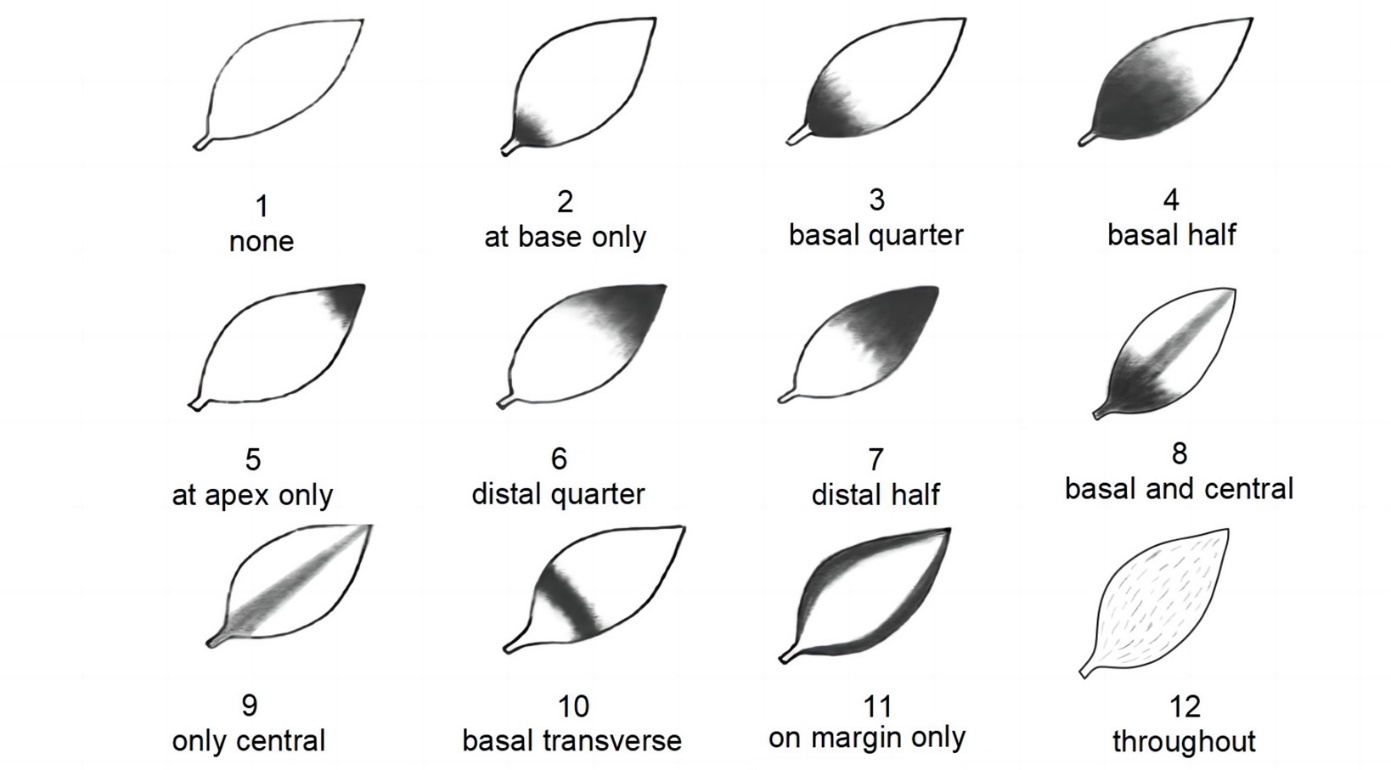 1
none
2
at base only
3
basal quarter
4
basal half
5
at apex only
6
distal quarter
7
distal half
8
basal and central
9
only central
10
basal transverse
11
on margin only
12
throughout